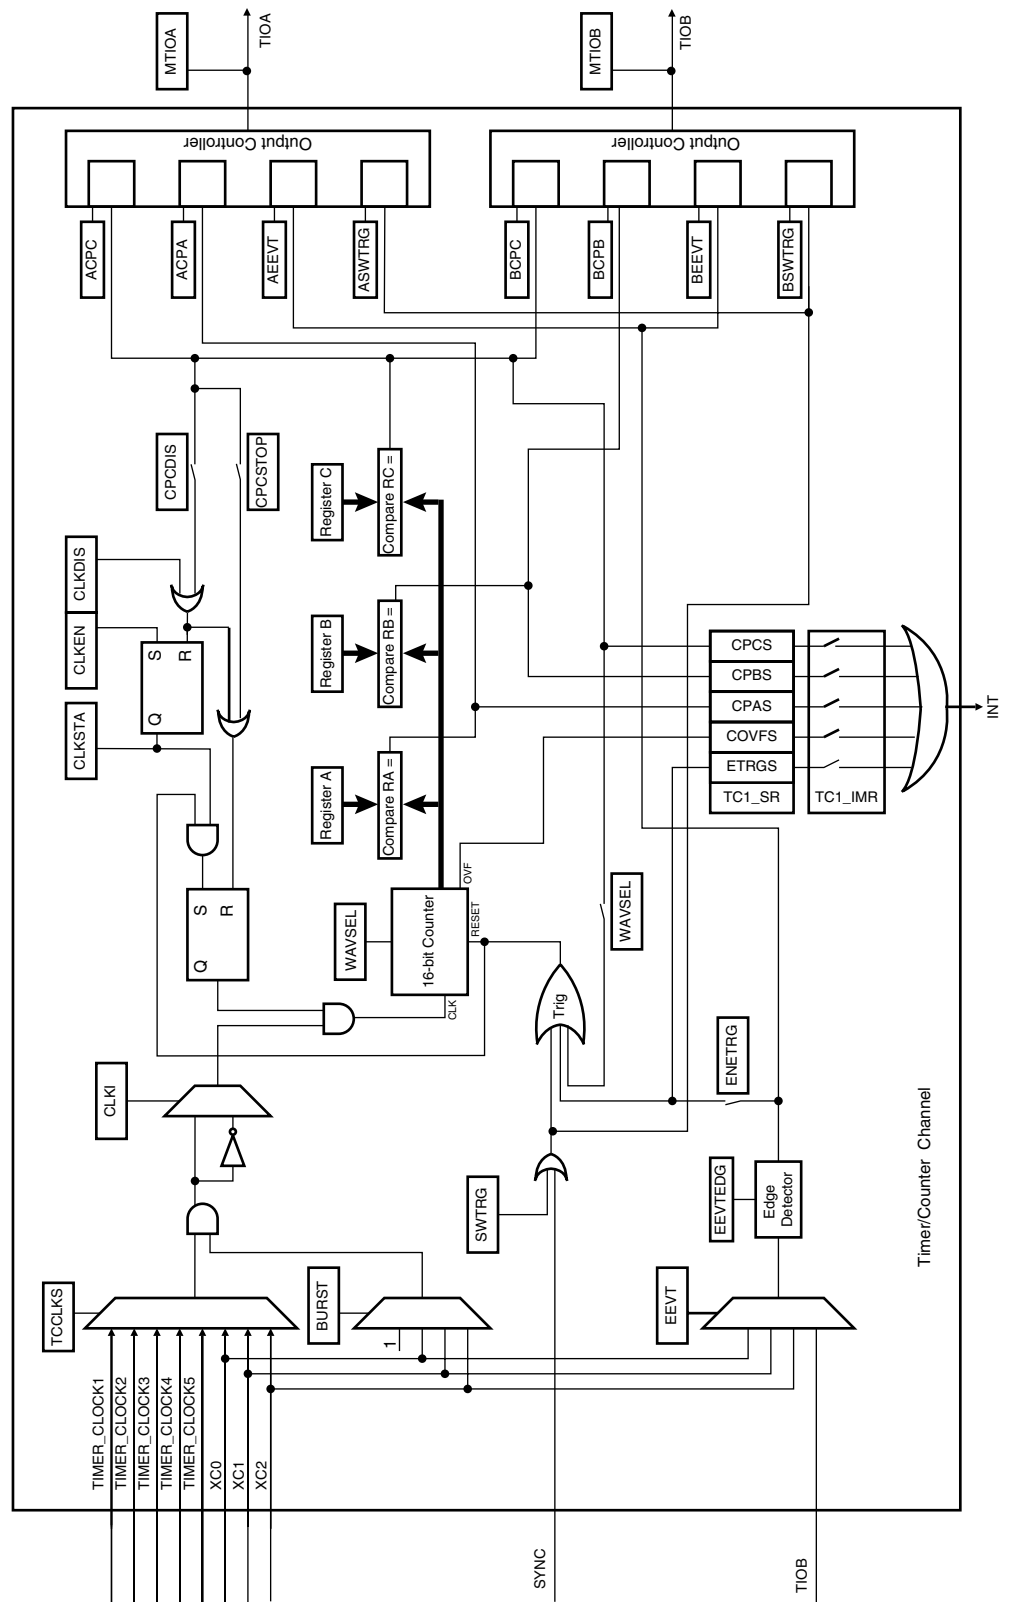 MTIOA
TIOA
MTIOB
TIOB
Output Controller
Output Controller
ACPC
ACPA
AEEVT
ASWTRG
BCPC
BCPB
BEEVT
BSWTRG
CPCDIS
CPCSTOP
CLKDIS
CLKEN
CLKSTA
S
R
Q
S
R
Q
Register C
Compare RC =
Register B
Compare RB =
Register A
Compare RA =
CPCS
CPBS
CPAS
COVFS
ETRGS
TC1_SR
TC1_IMR
INT
WAVSEL
16-bit Counter
OVF
RESET
CLK
WAVSEL
Trig
CLKI
ENETRG
SWTRG
EEVTEDG
Edge
Detector
Timer/Counter Channel
TCCLKS
BURST
1
EEVT
TIMER_CLOCK1
TIMER_CLOCK2
TIMER_CLOCK3
TIMER_CLOCK4
TIMER_CLOCK5
XC0
XC1
XC2
SYNC
TIOB